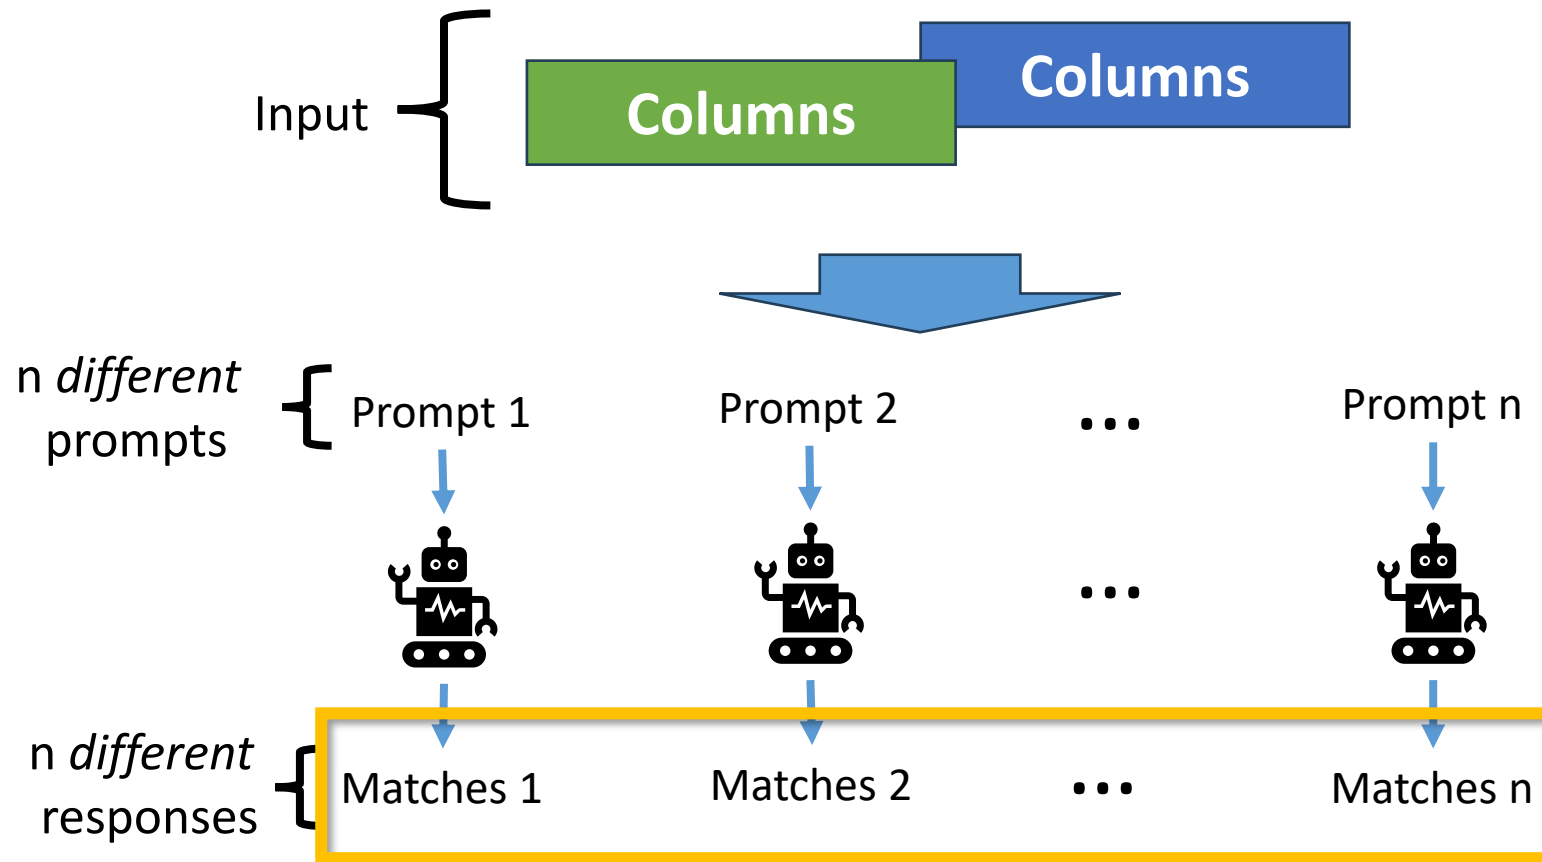 Input
Columns
Columns
n different
prompts
Prompt 1
Prompt 2
...
Prompt n
...
n different
responses
Matches 1
Matches 2
...
Matches n